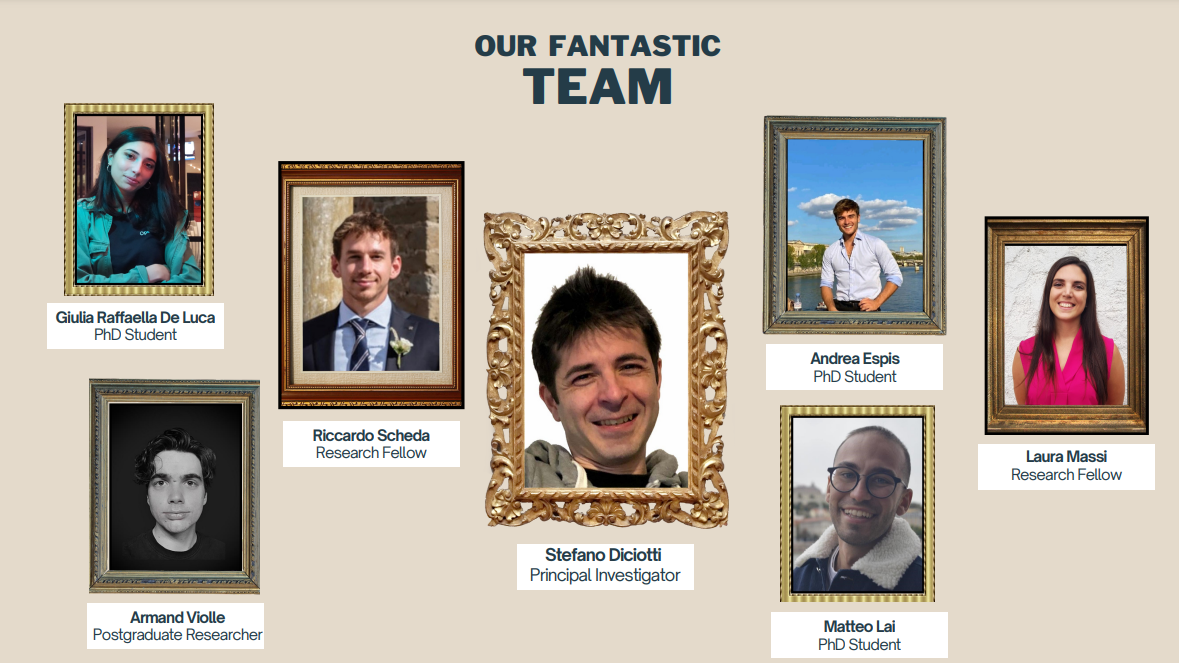 OUR FANTASTIC
TEAM
Giulia Raffaella De Luca
PhD Student
Riccardo Scheda
Research Fellow
Stefano Diciotti
Principal Investigator
Andrea Espis
PhD Student
Laura Massi
Research Fellow
Armand Violle
Postgraduate Researcher
Matteo Lai
PhD Student